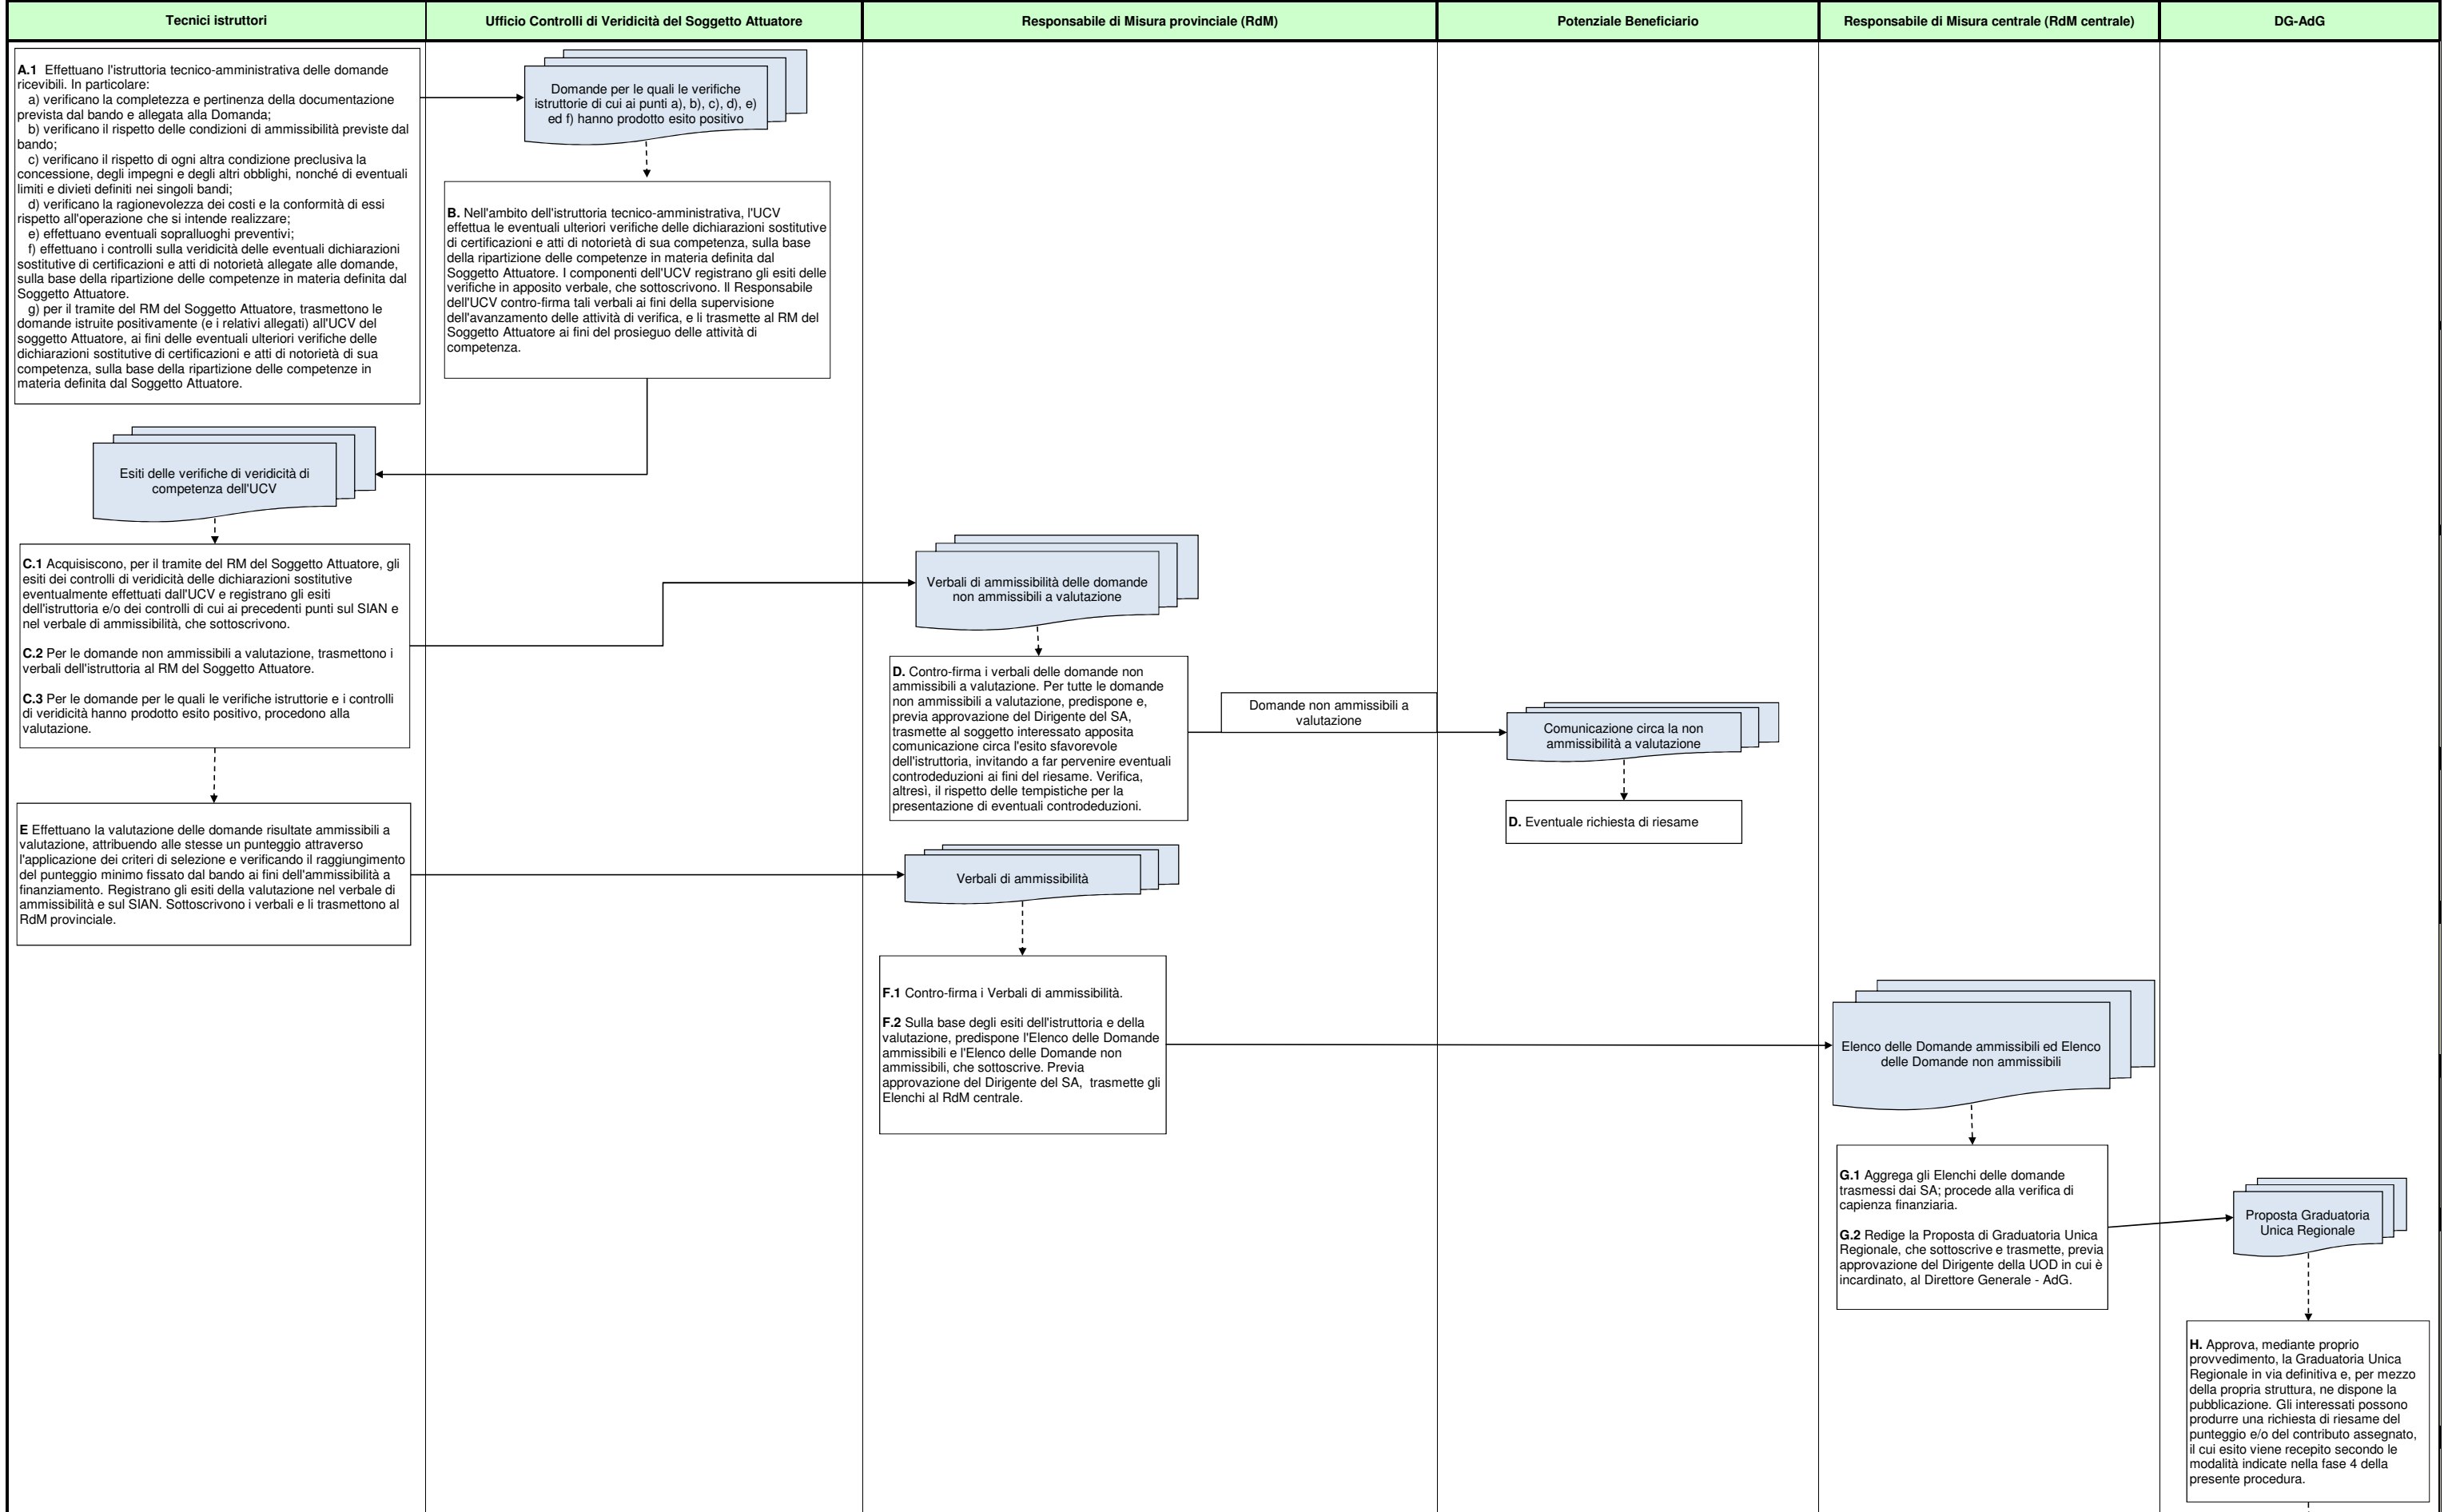 Tecnici istruttori
Ufficio Controlli di Veridicità del Soggetto Attuatore
Responsabile di Misura provinciale (RdM)
Potenziale Beneficiario
Responsabile di Misura centrale (RdM centrale)
DG-AdG
A.1  Effettuano l'istruttoria tecnico-amministrativa delle domande
ricevibili. In particolare:
a) verificano la completezza e pertinenza della documentazione
prevista dal bando e allegata alla Domanda;
b) verificano il rispetto delle condizioni di ammissibilità previste dal
bando;
c) verificano il rispetto di ogni altra condizione preclusiva la
concessione, degli impegni e degli altri obblighi, nonché di eventuali
limiti e divieti definiti nei singoli bandi;
d) verificano la ragionevolezza dei costi e la conformità di essi
rispetto all'operazione che si intende realizzare;
e) effettuano eventuali sopralluoghi preventivi;
f) effettuano i controlli sulla veridicità delle eventuali dichiarazioni
sostitutive di certificazioni e atti di notorietà allegate alle domande,
sulla base della ripartizione delle competenze in materia definita dal
Soggetto Attuatore.
g) per il tramite del RM del Soggetto Attuatore, trasmettono le
domande istruite positivamente (e i relativi allegati) all'UCV del
soggetto Attuatore, ai fini delle eventuali ulteriori verifiche delle
dichiarazioni sostitutive di certificazioni e atti di notorietà di sua
competenza, sulla base della ripartizione delle competenze in
materia definita dal Soggetto Attuatore.
Domande per le quali le verifiche
istruttorie di cui ai punti a), b), c), d), e)
ed f) hanno prodotto esito positivo
B. Nell'ambito dell'istruttoria tecnico-amministrativa, l'UCV
effettua le eventuali ulteriori verifiche delle dichiarazioni sostitutive
di certificazioni e atti di notorietà di sua competenza, sulla base
della ripartizione delle competenze in materia definita dal
Soggetto Attuatore. I componenti dell'UCV registrano gli esiti delle
verifiche in apposito verbale, che sottoscrivono. Il Responsabile
dell'UCV contro-firma tali verbali ai fini della supervisione
dell'avanzamento delle attività di verifica, e li trasmette al RM del
Soggetto Attuatore ai fini del prosieguo delle attività di
competenza.
Esiti delle verifiche di veridicità di
competenza dell'UCV
C.1 Acquisiscono, per il tramite del RM del Soggetto Attuatore, gli
esiti dei controlli di veridicità delle dichiarazioni sostitutive
eventualmente effettuati dall'UCV e registrano gli esiti
dell'istruttoria e/o dei controlli di cui ai precedenti punti sul SIAN e
nel verbale di ammissibilità, che sottoscrivono.
C.2 Per le domande non ammissibili a valutazione, trasmettono i
verbali dell'istruttoria al RM del Soggetto Attuatore.
C.3 Per le domande per le quali le verifiche istruttorie e i controlli
di veridicità hanno prodotto esito positivo, procedono alla
valutazione.
Verbali di ammissibilità delle domande
non ammissibili a valutazione
D. Contro-firma i verbali delle domande non
ammissibili a valutazione. Per tutte le domande
non ammissibili a valutazione, predispone e,
previa approvazione del Dirigente del SA,
trasmette al soggetto interessato apposita
comunicazione circa l'esito sfavorevole
dell'istruttoria, invitando a far pervenire eventuali
controdeduzioni ai fini del riesame. Verifica,
altresì, il rispetto delle tempistiche per la
presentazione di eventuali controdeduzioni.
Domande non ammissibili a
valutazione
Comunicazione circa la non
ammissibilità a valutazione
D. Eventuale richiesta di riesame
E Effettuano la valutazione delle domande risultate ammissibili a
valutazione, attribuendo alle stesse un punteggio attraverso
l'applicazione dei criteri di selezione e verificando il raggiungimento
del punteggio minimo fissato dal bando ai fini dell'ammissibilità a
finanziamento. Registrano gli esiti della valutazione nel verbale di
ammissibilità e sul SIAN. Sottoscrivono i verbali e li trasmettono al
RdM provinciale.
Verbali di ammissibilità
F.1 Contro-firma i Verbali di ammissibilità.
F.2 Sulla base degli esiti dell'istruttoria e della
valutazione, predispone l'Elenco delle Domande
ammissibili e l'Elenco delle Domande non
ammissibili, che sottoscrive. Previa
approvazione del Dirigente del SA,  trasmette gli
Elenchi al RdM centrale.
Elenco delle Domande ammissibili ed Elenco
delle Domande non ammissibili
G.1 Aggrega gli Elenchi delle domande
trasmessi dai SA; procede alla verifica di
capienza finanziaria.
G.2 Redige la Proposta di Graduatoria Unica
Regionale, che sottoscrive e trasmette, previa
approvazione del Dirigente della UOD in cui è
incardinato, al Direttore Generale - AdG.
Proposta Graduatoria
Unica Regionale
H. Approva, mediante proprio
provvedimento, la Graduatoria Unica
Regionale in via definitiva e, per mezzo
della propria struttura, ne dispone la
pubblicazione. Gli interessati possono
produrre una richiesta di riesame del
punteggio e/o del contributo assegnato,
il cui esito viene recepito secondo le
modalità indicate nella fase 4 della
presente procedura.